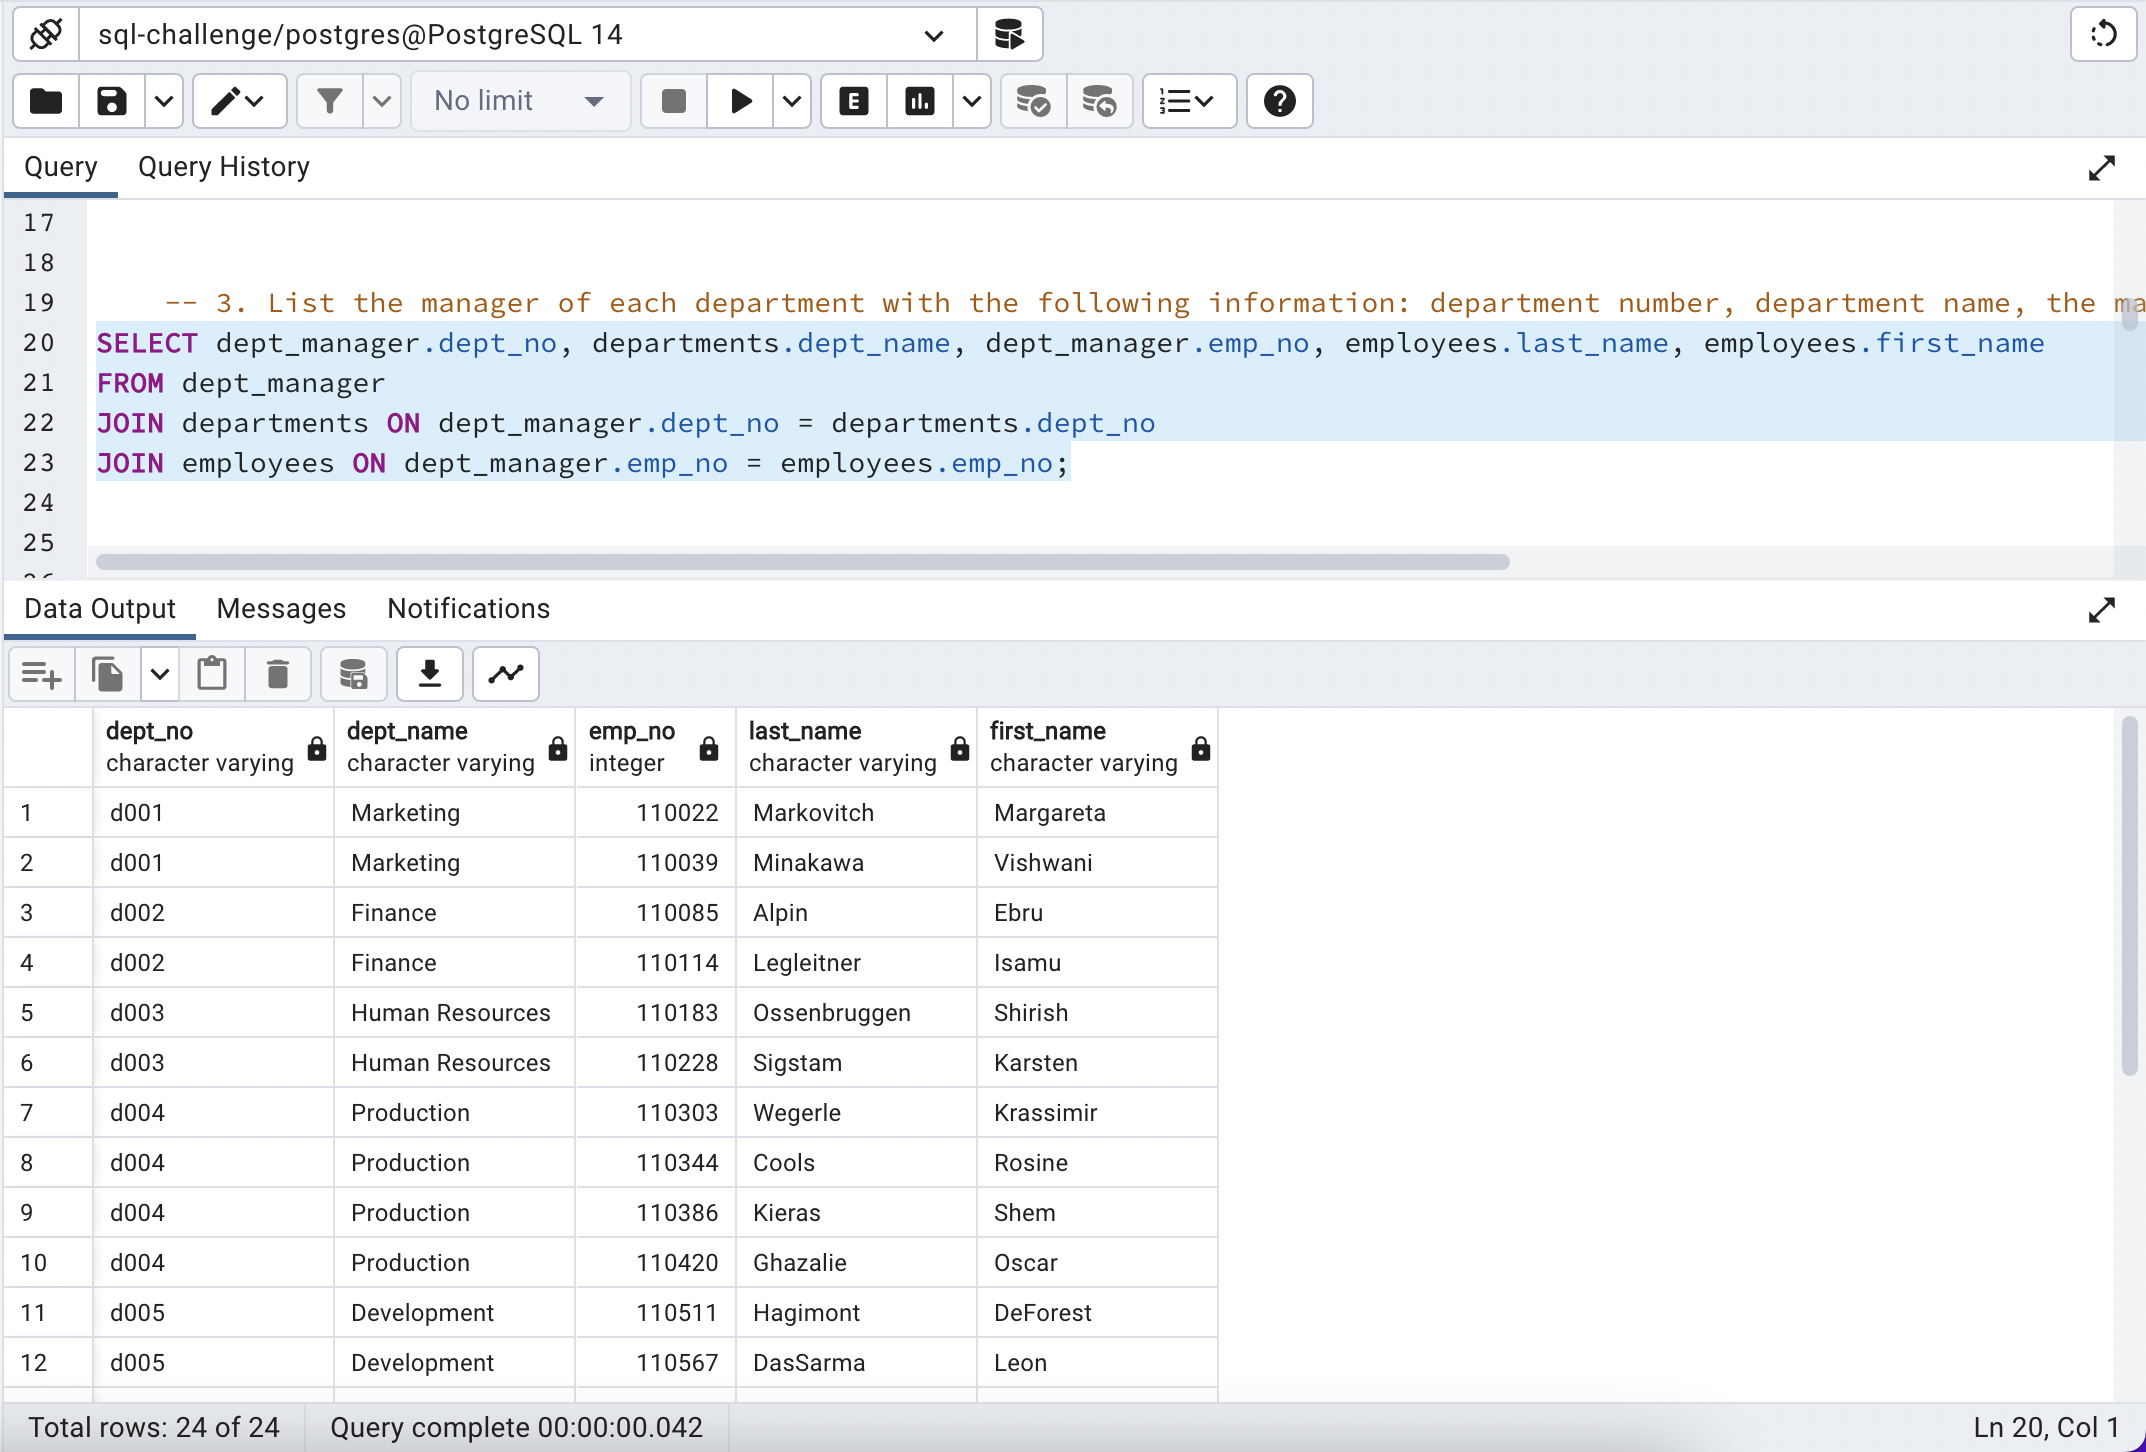 sql-challenge/postgres@PostgreSQL 14
No limit
E
Query Query History
17
18
19 -- 3. List the manager of each department with the following information: department number, department name, the ma
20 SELECT dept_manager.dept_no, departments.dept_name, dept_manager.emp_no, employees.last_name, employees.first_name
21 FROM dept_manager
22 JOIN departments ON dept_manager.dept_no = departments.dept_no
23 JOIN employees ON dept_manager.emp_no = employees.emp_no;
24
25
Data Output Messages Notifications
dept_no dept_name emp_no last_name first_name
character varying character varying integer character varying character varying
1 d001 Marketing 110022 Markovitch Margareta
2 d001 Marketing 110039 Minakawa Vishwani
3 d002 Finance 110085 Alpin Ebru
4 d002 Finance 110114 Legleitner Isamu
5 d003 Human Resources 110183 Ossenbruggen Shirish
6 d003 Human Resources 110228 Sigstam Karsten
7 d004 Production 110303 Wegerle Krassimir
8 d004 Production 110344 Cools Rosine
9 d004 Production 110386 Kieras Shem
10 d004 Production 110420 Ghazalie Oscar
11 d005 Development 110511 Hagimont DeForest
12 d005 Development 110567 DasSarma Leon
Total rows: 24 of 24 Query complete 00:00:00.042 Ln 20, Col 1